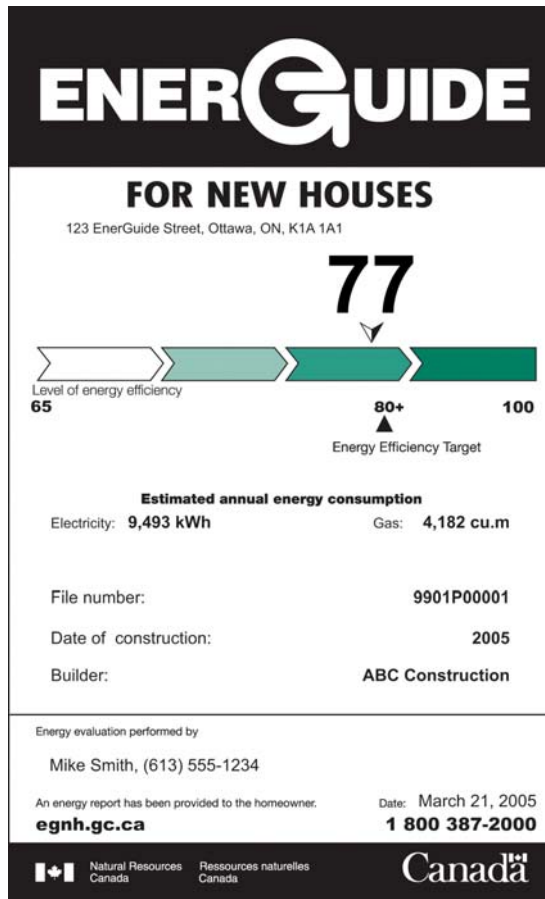 ENERGUIDE
FOR NEW HOUSES
123 EnerGuide Street, Ottawa, ON, K1A 1A1
77
Level of energy efficiency
65 80+ 100
Energy Efficiency Target
Estimated annual energy consumption
Electricity: 9,493 kWh Gas: 4,182 cu.m
File number: 9901P00001
Date of construction: 2005
Builder: ABC Construction
Energy evaluation performed by
Mike Smith, (613) 555-1234
An energy report has been provided to the homeowner. Date: March 21, 2005
egnh.gc.ca 1 800 387-2000
Natural Resources Ressources naturelles
Canada Canada
Canada